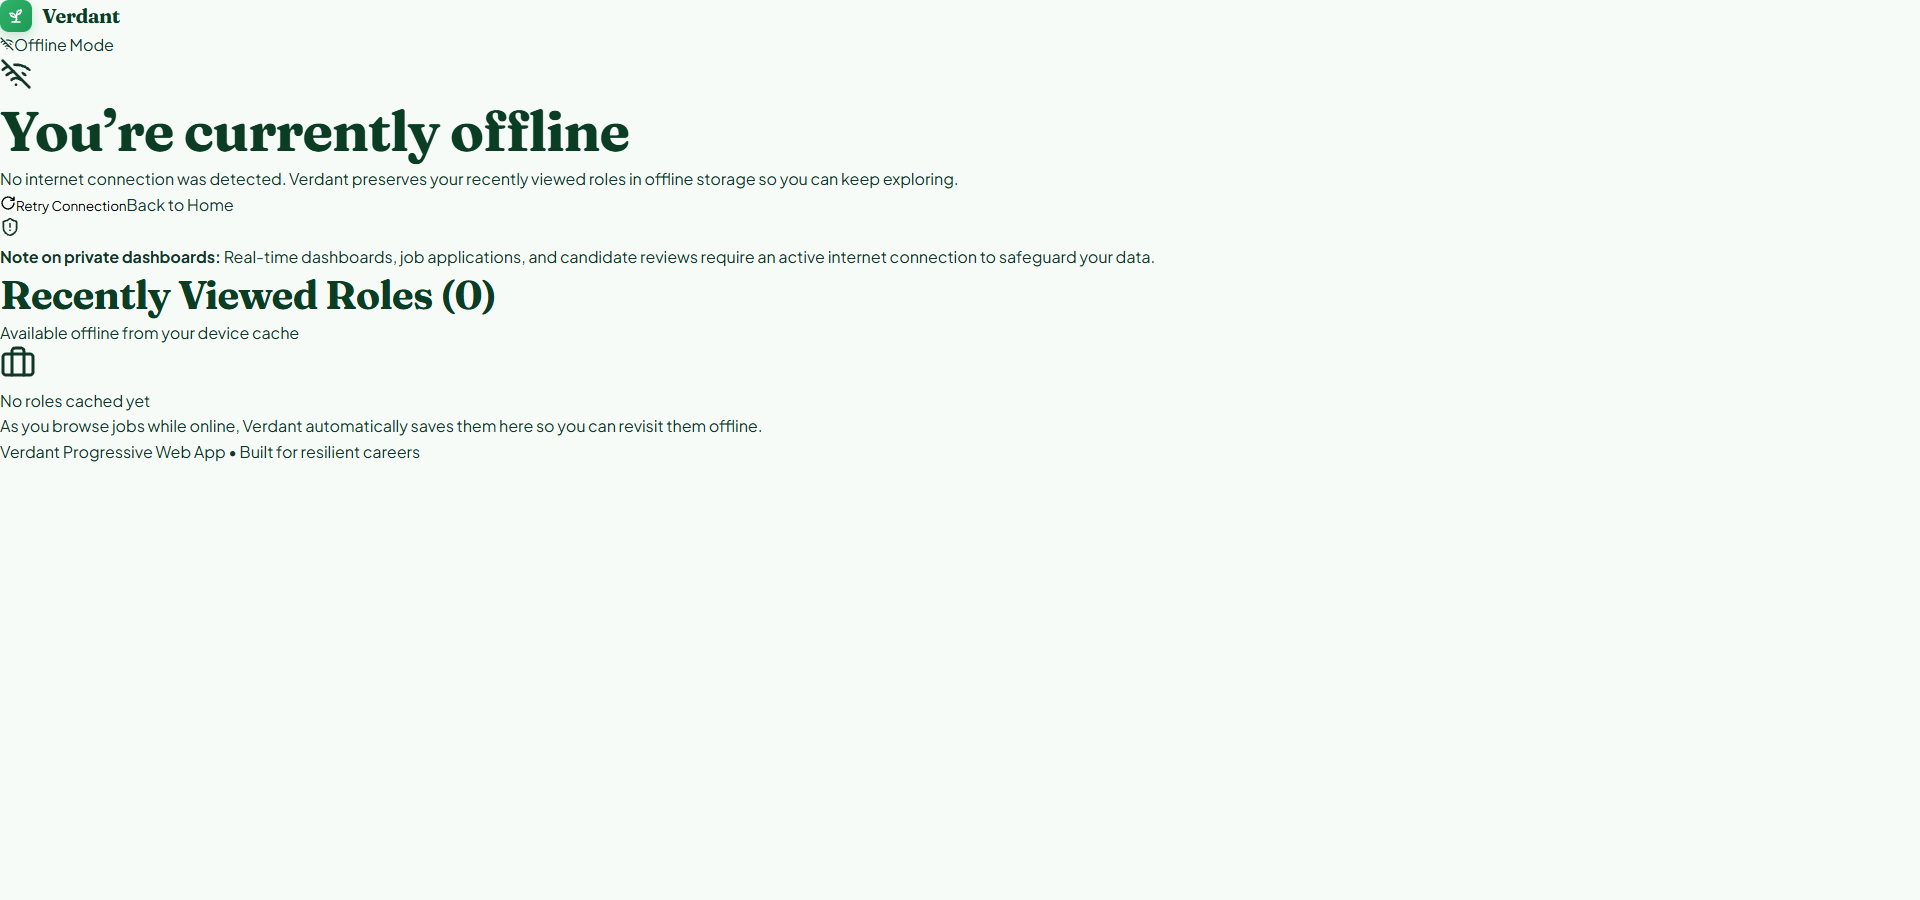 Verdant
Offline Mode
You’re currently offline
No internet connection was detected. Verdant preserves your recently viewed roles in offline storage so you can keep exploring.
Retry ConnectionBack to Home
Note on private dashboards: Real-time dashboards, job applications, and candidate reviews require an active internet connection to safeguard your data.
Recently Viewed Roles (0)
Available offline from your device cache
No roles cached yet
As you browse jobs while online, Verdant automatically saves them here so you can revisit them offline.
Verdant Progressive Web App • Built for resilient careers